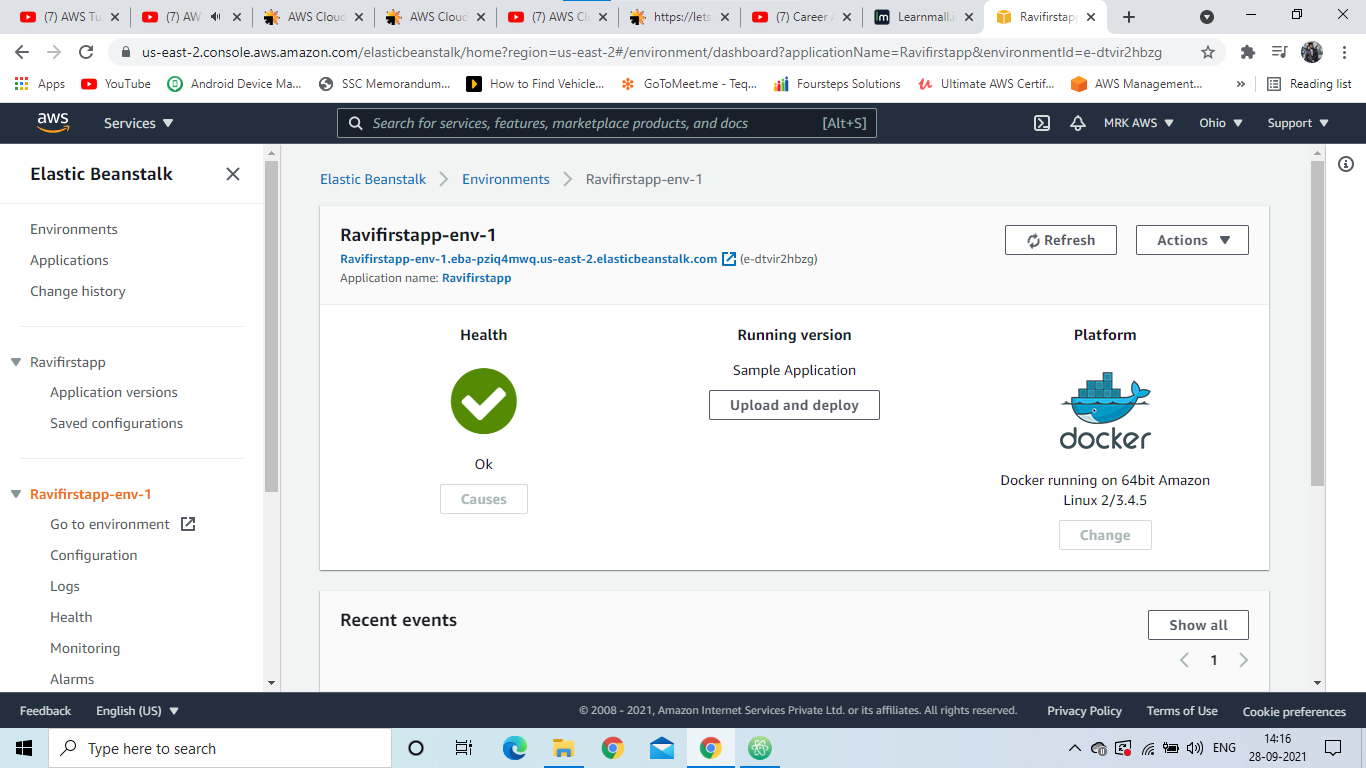 (7) AWS Tu
(7) AW
AWS Cloud
AWS Cloud
(7) AWS Cl
https://lets
(7) Career
Learnmall.i
Ravifirstapp
us-east-2.console.aws.amazon.com/elasticbeanstalk/home?region=us-east-2#/environment/dashboard?applicationName=Ravifirstapp&environmentId=e-dtvir2hbzg
Apps
YouTube
Android Device Ma...
SSC Memorandum...
How to Find Vehicle...
GoToMeet.me - Teq...
Foursteps Solutions
Ultimate AWS Certif...
AWS Management...
»
Reading list
aws
Services
Search for services, features, marketplace products, and docs
[Alt+S]
MRK AWS
Ohio
Support
Elastic Beanstalk
Environments
Applications
Change history
Ravifirstapp
Application versions
Saved configurations
Ravifirstapp-env-1
Go to environment
Configuration
Logs
Health
Monitoring
Alarms
Elastic Beanstalk
Environments
Ravifirstapp-env-1
Ravifirstapp-env-1
Ravifirstapp-env-1.eba-pziq4mwq.us-east-2.elasticbeanstalk.com (e-dtvir2hbzg)
Application name: Ravifirstapp
Refresh
Actions
Health
Ok
Causes
Running version
Sample Application
Upload and deploy
Platform
docker
Docker running on 64bit Amazon
Linux 2/3.4.5
Change
Recent events
Show all
1
Feedback
English (US)
© 2008 - 2021, Amazon Internet Services Private Ltd. or its affiliates. All rights reserved.
Privacy Policy
Terms of Use
Cookie preferences
Type here to search
ENG
14:16
28-09-2021